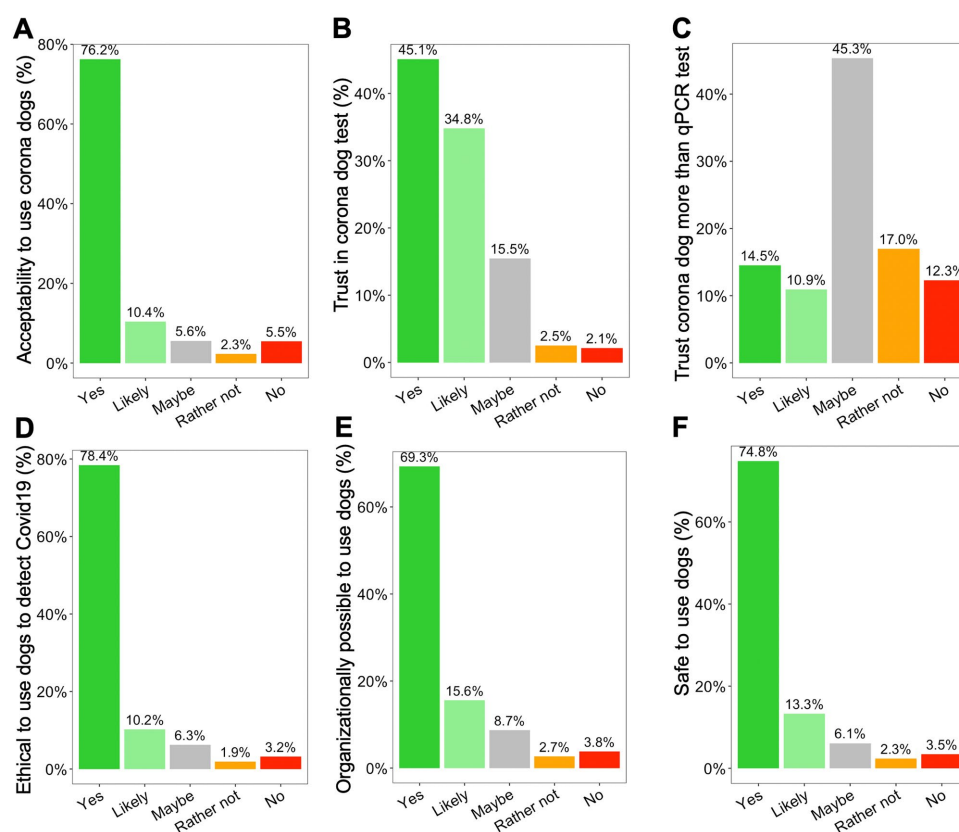 A
Acceptability to use corona dogs (%)
80%
60%
40%
20%
0%
76.2%
10.4%
5.6%
2.3%
5.5%
Yes
Likely
Maybe
Rather not
No
B
Trust in corona dog test (%)
40%
30%
20%
10%
0%
45.1%
34.8%
15.5%
2.5%
2.1%
Yes
Likely
Maybe
Rather not
No
C
Trust corona dog more than qPCR test
40%
30%
20%
10%
0%
14.5%
10.9%
45.3%
17.0%
12.3%
Yes
Likely
Maybe
Rather not
No
D
Ethical to use dogs to detect Covid19 (%)
80%
60%
40%
20%
0%
78.4%
10.2%
6.3%
1.9%
3.2%
Yes
Likely
Maybe
Rather not
No
E
Organizationally possible to use dogs (%)
60%
40%
20%
0%
69.3%
15.6%
8.7%
2.7%
3.8%
Yes
Likely
Maybe
Rather not
No
F
Safe to use dogs (%)
60%
40%
20%
0%
74.8%
13.3%
6.1%
2.3%
3.5%
Yes
Likely
Maybe
Rather not
No